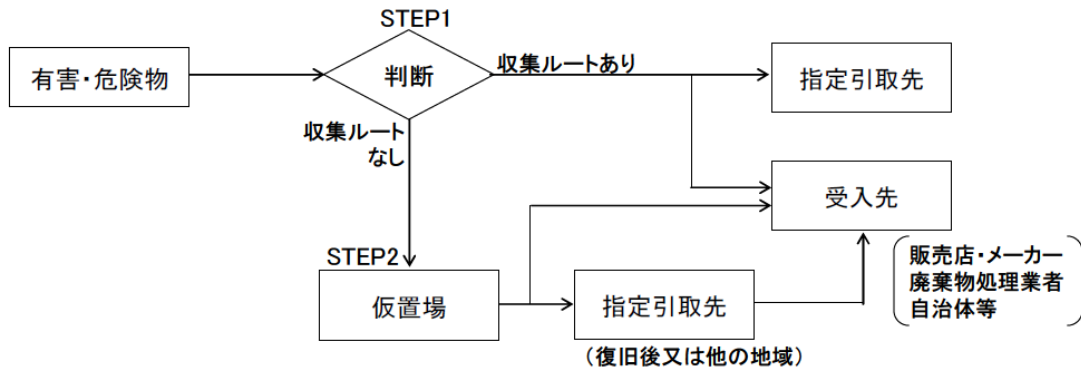 STEP1
有害・危険物
判断
収集ルートあり
指定引取先
収集ルート
なし
受入先
販売店・メーカー
廃棄物処理業者
自治体等
STEP2
仮置場
指定引取先
（復旧後又は他の地域）